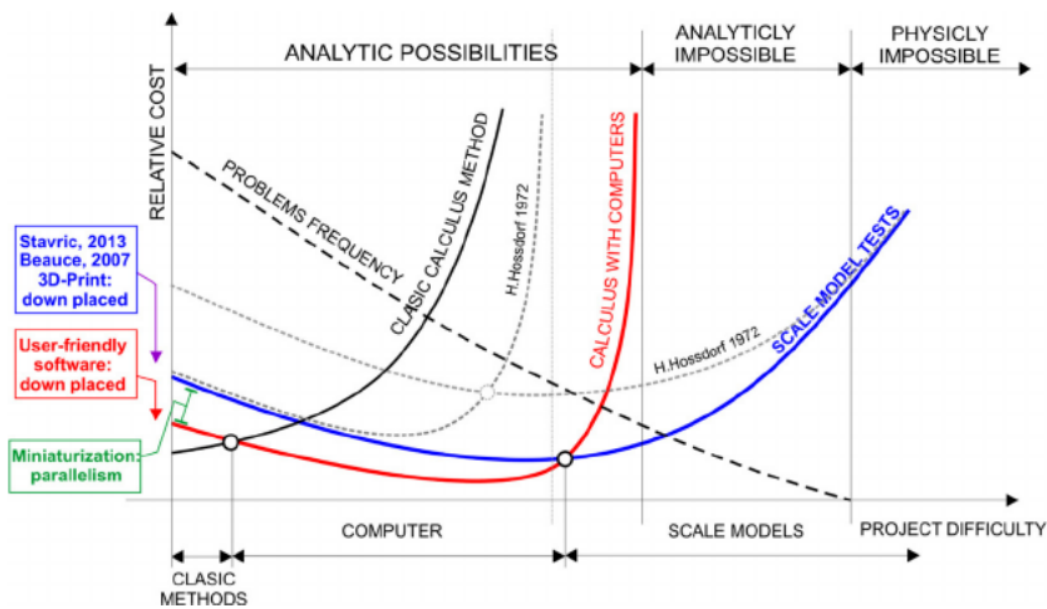 ANALYTIC POSSIBILITIES
ANALYTICLY
IMPOSSIBLE
PHYSICLY
IMPOSSIBLE
RELATIVE COST
PROBLEMS FREQUENCY
CLASIC CALCULUS METHOD
H.Hossdorf 1972
CALCULUS WITH COMPUTERS
H.Hossdorf 1972
SCALE MODEL TESTS
Stavric, 2013
Beauce, 2007
3D-Print:
down placed
User-friendly
software:
down placed
Miniaturization:
parallelism
COMPUTER
SCALE MODELS
PROJECT DIFFICULTY
CLASIC
METHODS